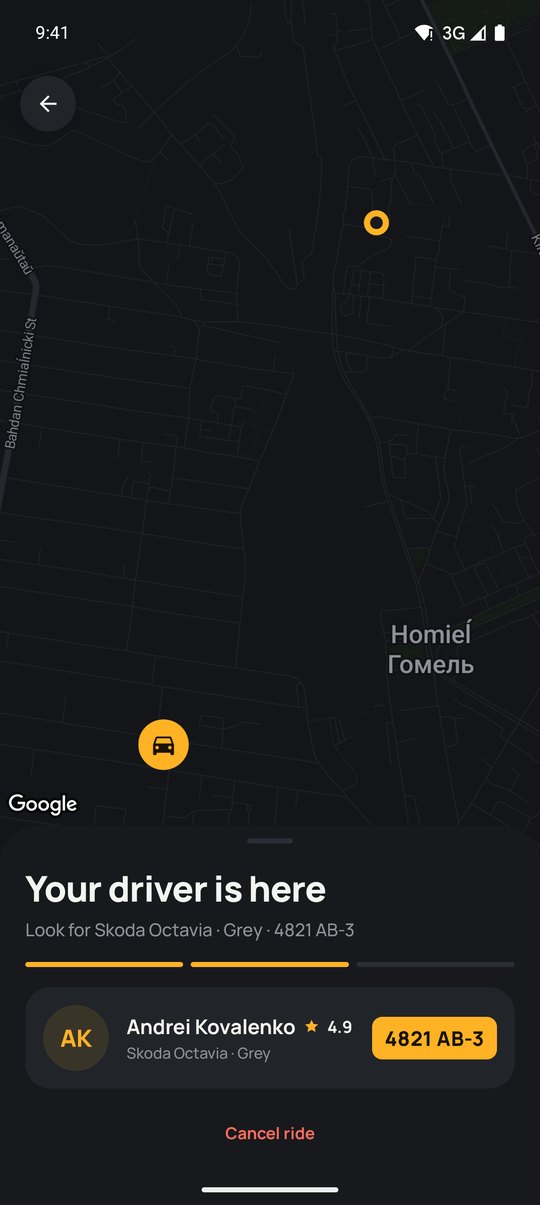 9:41
3G
Bahdan Chmiaĺnicki St
Homieĺ
Гомель
Google
Your driver is here
Look for Skoda Octavia · Grey · 4821 AB-3
AK
Andrei Kovalenko ★ 4.9
4821 AB-3
Skoda Octavia · Grey
Cancel ride